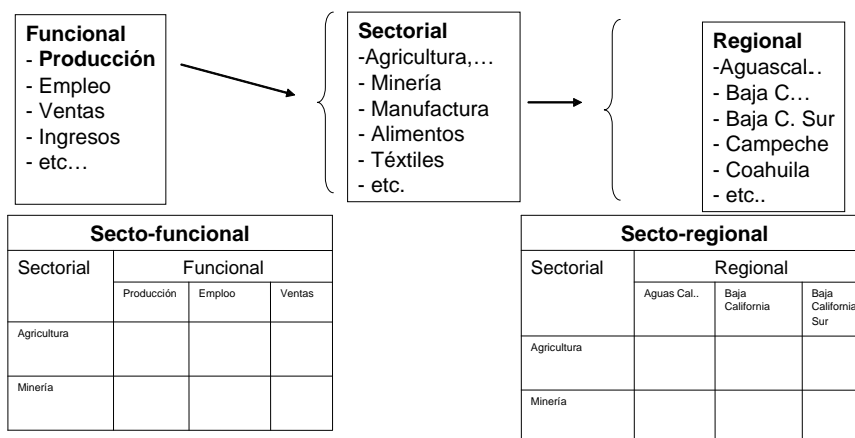 Funcional
- Producción
- Empleo
- Ventas
- Ingresos
- etc…
Sectorial
-Agricultura,…
- Minería
- Manufactura
- Alimentos
- Téxtiles
- etc.
Regional
-Aguascal...
- Baja C…
- Baja C. Sur
- Campeche
- Coahuila
- etc..
Secto-funcional
Sectorial Funcional
Producción Emploo Ventas
Agricultura
Minería
Secto-regional
Sectorial Regional
Aguas Cal.. Baja California Baja California Sur
Agricultura
Minería